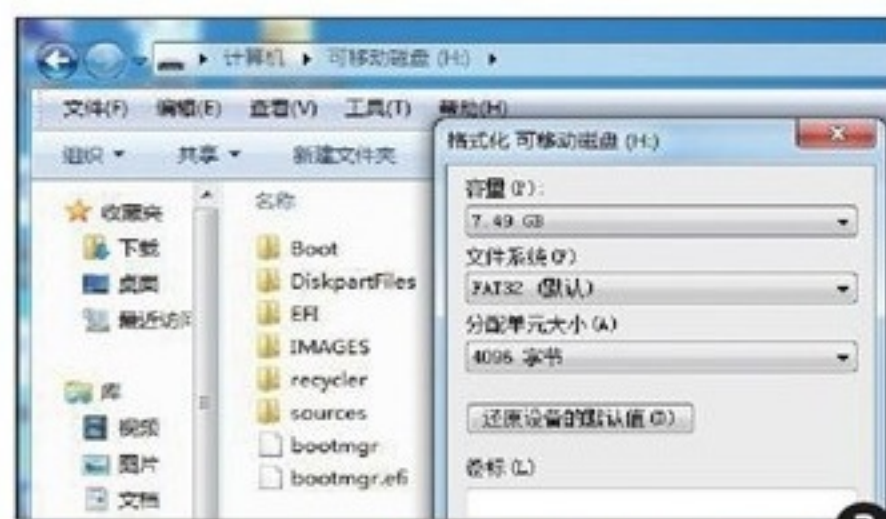 计算机 ▸ 可移动磁盘 (H:) ▸
文件(F) 编辑(E) 查看(V) 工具(T) 帮助(H)
组织 共享 新建文件夹
收藏夹
下载
桌面
最近访问
库
视频
图片
文档
名称
Boot
DiskpartFiles
EFI
IMAGES
recycler
sources
bootmgr
bootmgr.efi
格式化 可移动磁盘 (H:)
容量(P):
7.49 GB
文件系统(F)
FAT32 (默认)
分配单元大小(A)
4096 字节
还原设备的默认值(D)
卷标(L)